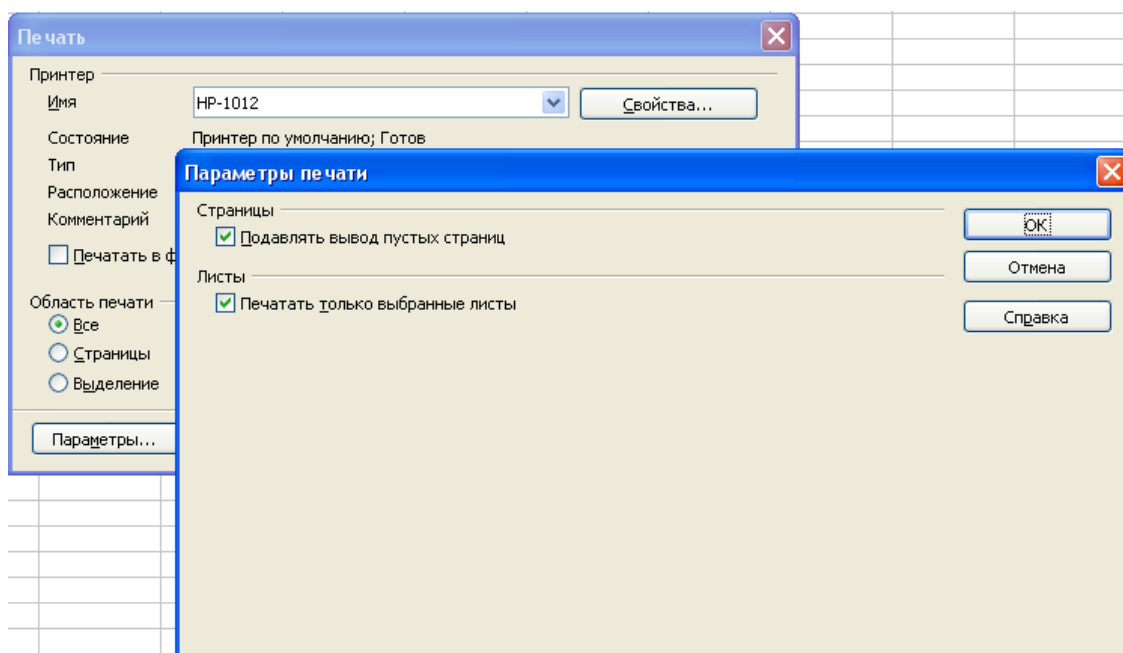 Печать
Принтер
Имя
HP-1012
Свойства...
Состояние
Принтер по умолчанию; Готов
Тип
Расположение
Комментарий
Печатать в ф
Область печати
Все
Страницы
Выделение
Параметры...
Параметры печати
Страницы
Подавлять вывод пустых страниц
Листы
Печатать только выбранные листы
OK
Отмена
Справка